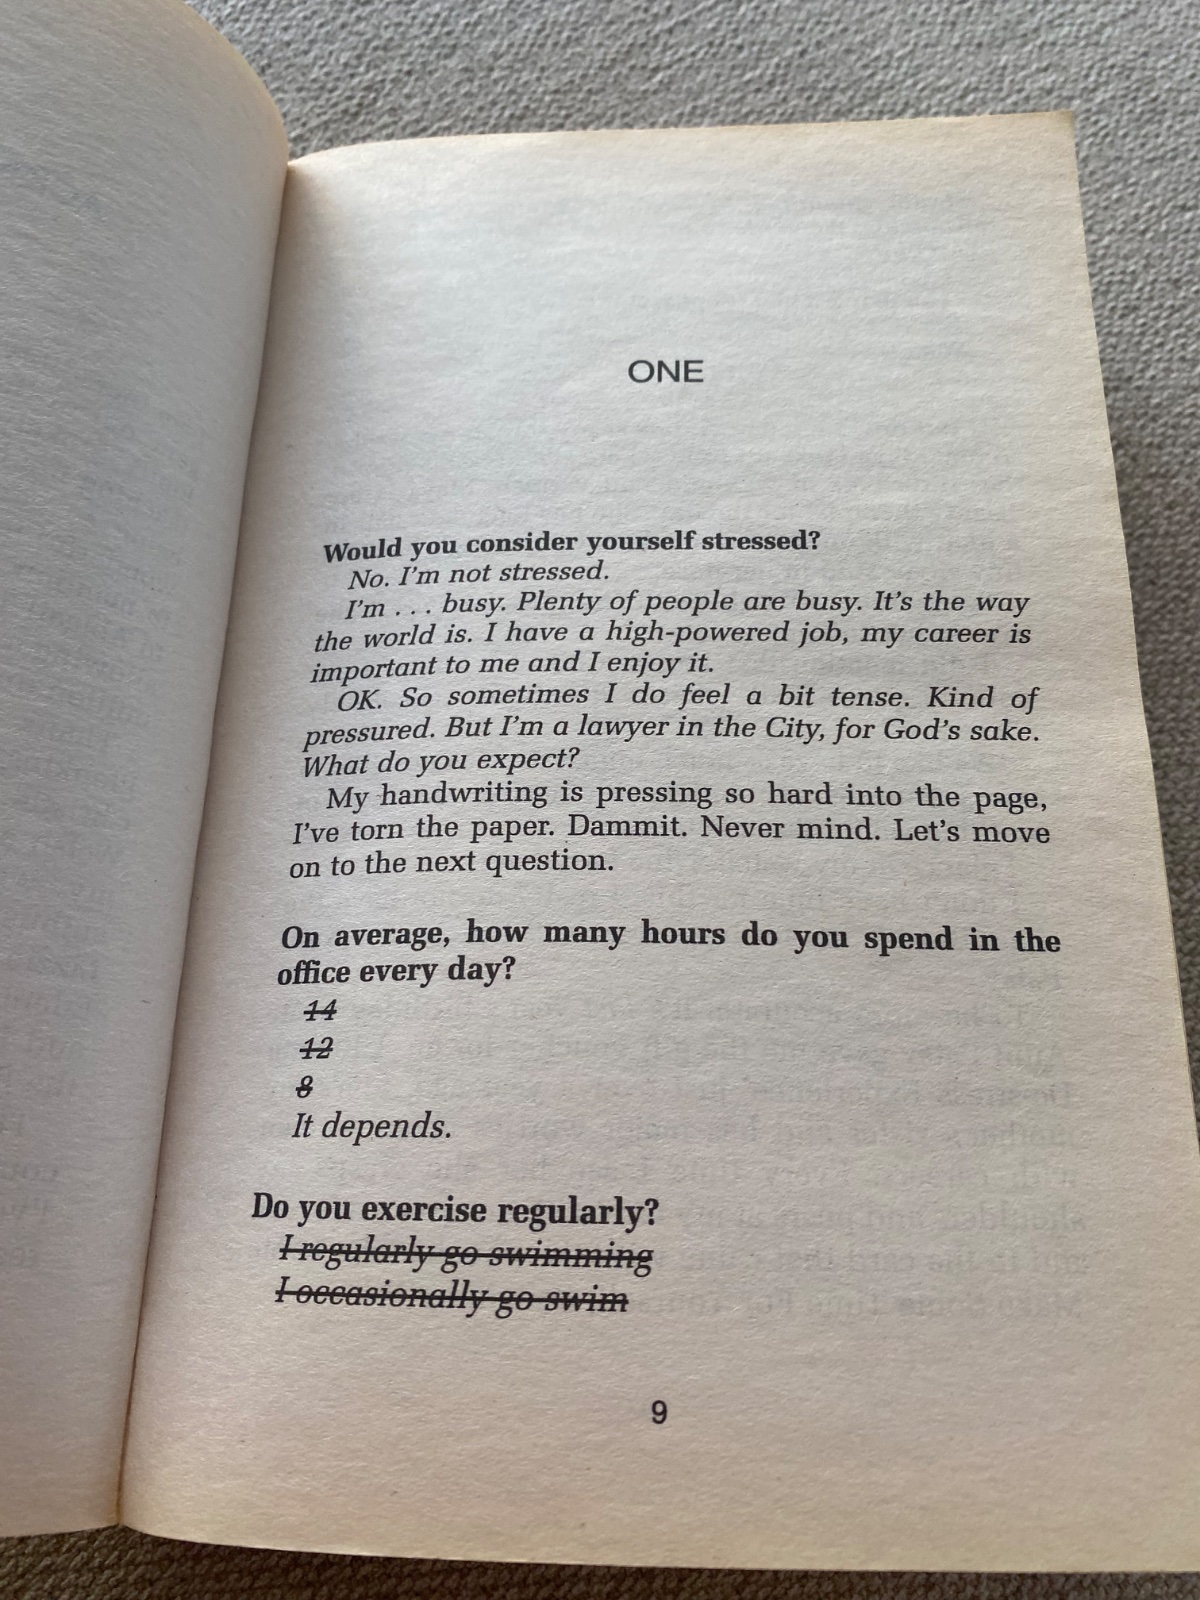 ONE
Would you consider yourself stressed?
No. I'm not stressed.
I'm . . . busy. Plenty of people are busy. It's the way
the world is. I have a high-powered job, my career is
important to me and I enjoy it.
OK. So sometimes I do feel a bit tense. Kind of
pressured. But I'm a lawyer in the City, for God's sake.
What do you expect?
My handwriting is pressing so hard into the page,
I've torn the paper. Dammit. Never mind. Let's move
on to the next question.
On average, how many hours do you spend in the
office every day?
14
12
8
It depends.
Do you exercise regularly?
I regularly go swimming
I occasionally go swim
9